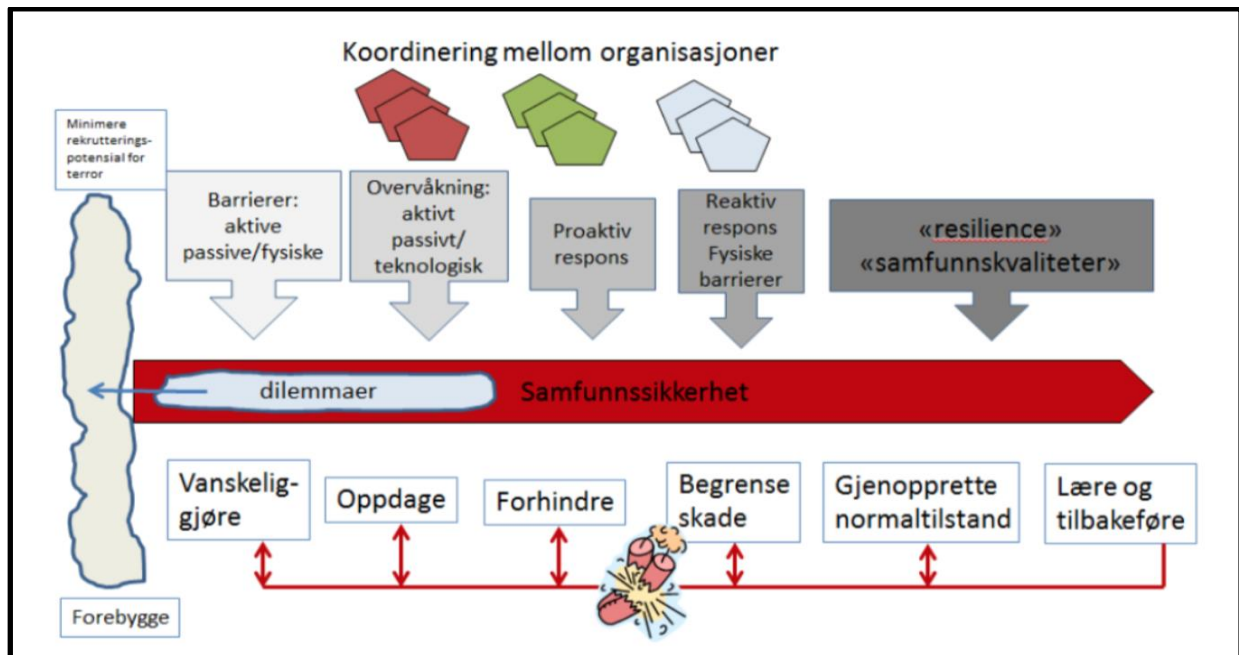 Koordinering mellom organisasjoner
Minimere
rekrutterings-
potensial for
terror
Barrierer:
aktive
passive/fysiske
Overvåkning:
aktivt
passivt/
teknologisk
Proaktiv
respons
Reaktiv
respons
Fysiske
barrierer
«resilience»
«samfunnskvaliteter»
dilemmaer
Samfunnssikkerhet
Vanskelig-
gjøre
Oppdage
Forhindre
Begrense
skade
Gjenopprette
normaltilstand
Lære og
tilbakeføre
Forebygge